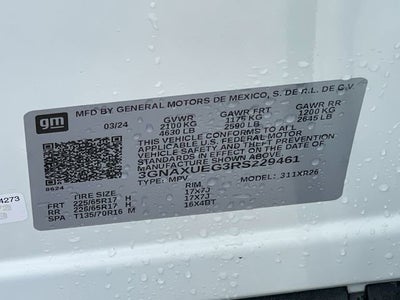 gm
MFD BY GENERAL MOTORS DE MEXICO, S. DE R.L. DE C.V.
03/24 GVWR GAWR FRT GAWR RR
2100 KG 1175 KG 1200 KG
4630 LB 2590 LB 2645 LB
THIS VEHICLE CONFORMS TO ALL APPLICABLE U.S. FEDERAL MOTOR
VEHICLE SAFETY AND THEFT PREVENTION
STANDARDS IN EFFECT ON THE DATE OF
MANUFACTURE SHOWN ABOVE.
3GNAXUEG3RS229461
8624 TYPE: MPV MODEL: 311XR26
TIRE SIZE RIM
FRT 225/65R17 H 17X7J
RR 225/65R17 H 17X7J
SPA T135/70R16 M 16X4BT
4273